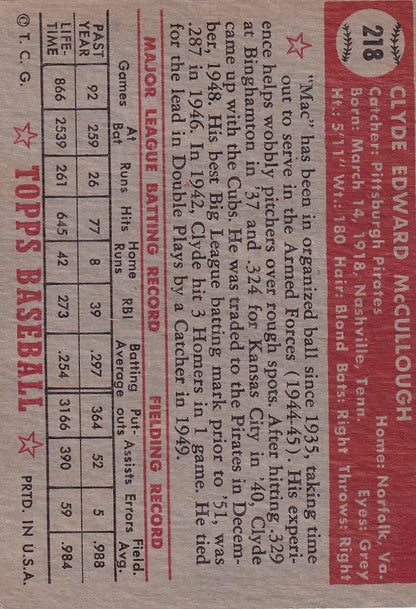 218
CLYDE EDWARD McCULLOUGH
Catcher: Pittsburgh Pirates Home: Norfolk, Va.
Born: March 14, 1918, Nashville, Tenn. Eyes: Grey
Ht.: 5'11" Wt.: 180 Hair: Blond Bats: Right Throws: Right
"Mac" has been in organized ball since 1935, taking time
out to serve in the Armed Forces (1944-45). His experi-
ence helps wobbly pitchers over rough spots. After hitting .329
at Binghamton in '37 and .324 for Kansas City in '40, Clyde
came up with the Cubs. He was traded to the Pirates in Decem-
ber, 1948. His best Big League batting mark prior to '51, was
.287 in 1946. In 1942, Clyde hit 3 Homers in 1 game. He tied
for the lead in Double Plays by a Catcher in 1949.
MAJOR LEAGUE BATTING RECORD FIELDING RECORD
Games At Bat Runs Hits Home Runs RBI Batting Average Put-outs Assists Errors Field. Avg.
PAST YEAR 92 259 26 77 8 39 .297 364 52 5 .988
LIFE-TIME 866 2539 261 645 42 273 .254 3166 390 59 .984
© T. C. G. TOPPS BASEBALL PRTD. IN U.S.A.